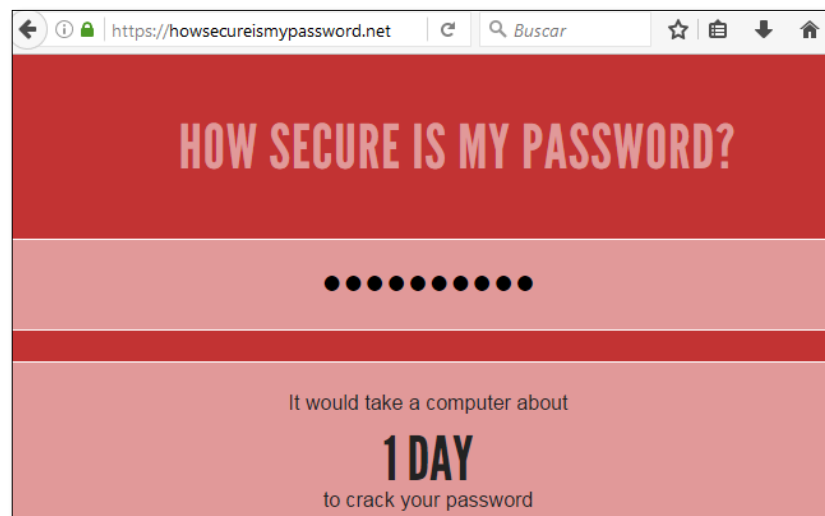 https://howsecureismypassword.net
Buscar
HOW SECURE IS MY PASSWORD?
●●●●●●●●●●
It would take a computer about
1 DAY
to crack your password